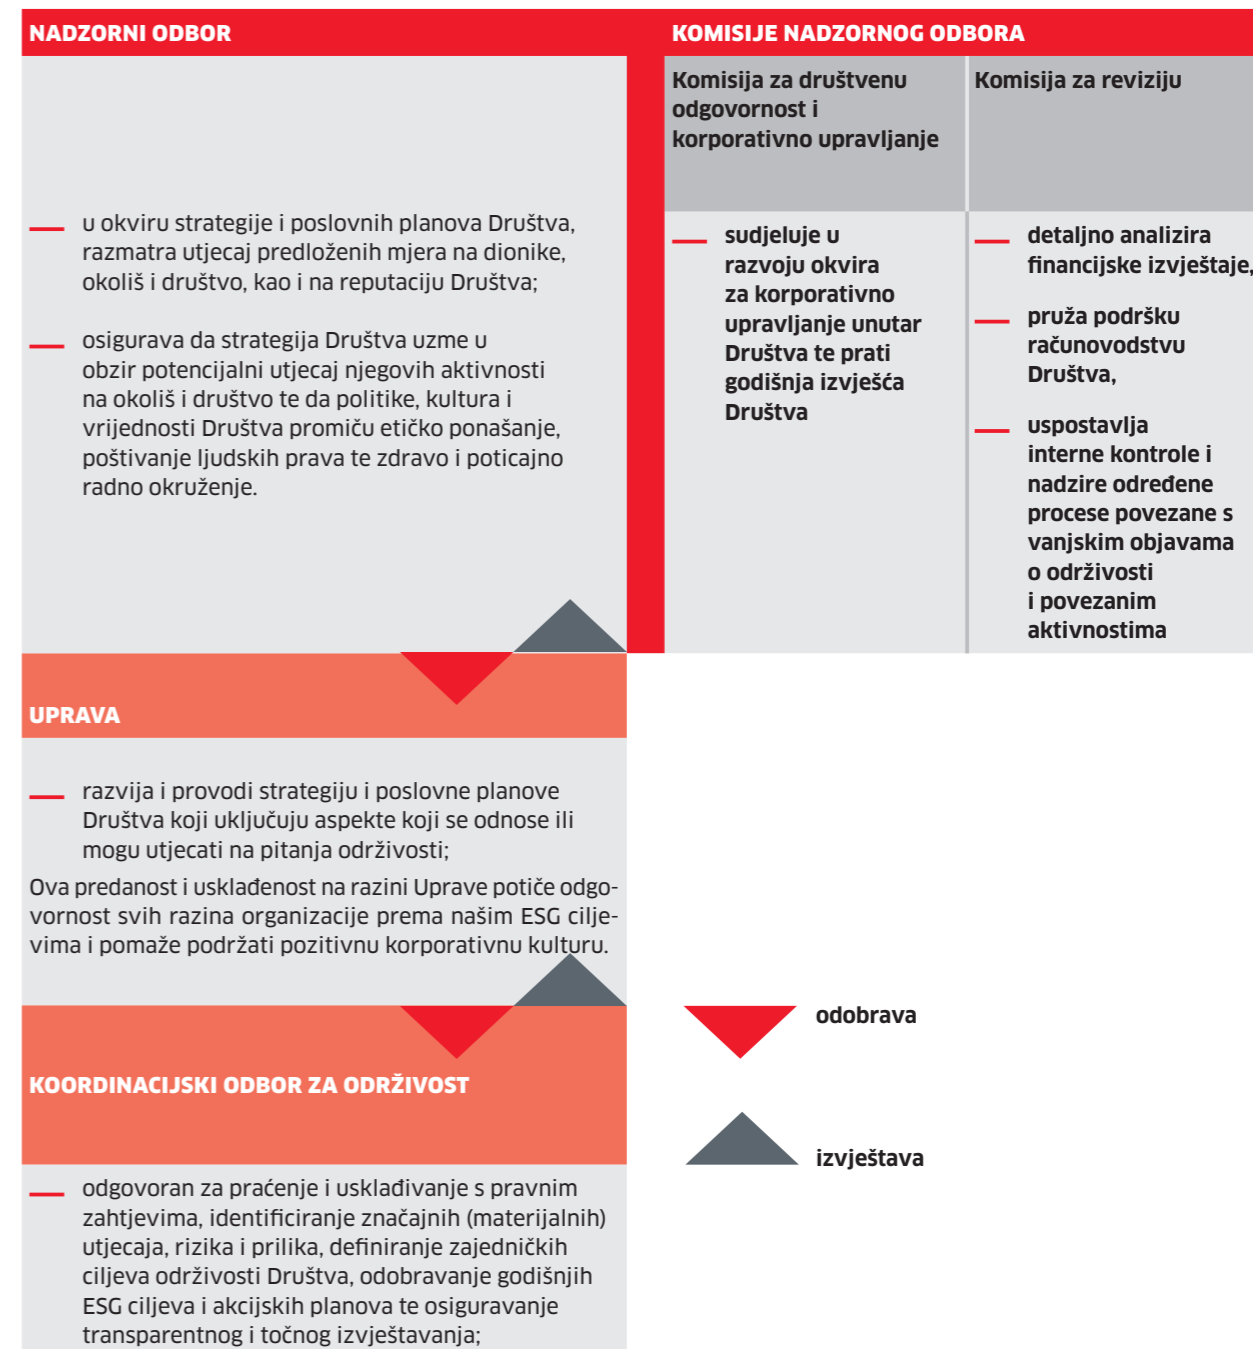 NADZORNI ODBOR
u okviru strategije i poslovnih planova Društva,
razmatra utjecaj predloženih mjera na dionike,
okoliš i društvo, kao i na reputaciju Društva;
osigurava da strategija Društva uzme u
obzir potencijalni utjecaj njegovih aktivnosti
na okoliš i društvo te da politike, kultura i
vrijednosti Društva promiču etičko ponašanje,
poštivanje ljudskih prava te zdravo i poticajno
radno okruženje.
KOMISIJE NADZORNOG ODBORA
Komisija za društvenu
odgovornost i
korporativno upravljanje
sudjeluje u
razvoju okvira
za korporativno
upravljanje unutar
Društva te prati
godišnja izvješća
Društva
Komisija za reviziju
detaljno analizira
financijske izvještaje,
pruža podršku
računovodstvu
Društva,
uspostavlja
interne kontrole i
nadzire određene
procese povezane s
vanjskim objavama
o održivosti
i povezanim
aktivnostima
UPRAVA
razvija i provodi strategiju i poslovne planove
Društva koji uključuju aspekte koji se odnose ili
mogu utjecati na pitanja održivosti;
Ova predanost i usklađenost na razini Uprave potiče odgo-
vornost svih razina organizacije prema našim ESG cilje-
vima i pomaže podržati pozitivnu korporativnu kulturu.
KOORDINACIJSKI ODBOR ZA ODRŽIVOST
odgovoran za praćenje i usklađivanje s pravnim
zahtjevima, identificiranje značajnih (materijalnih)
utjecaja, rizika i prilika, definiranje zajedničkih
ciljeva održivosti Društva, odobravanje godišnjih
ESG ciljeva i akcijskih planova te osiguravanje
transparentnog i točnog izvještavanja;
odobrava
izvještava